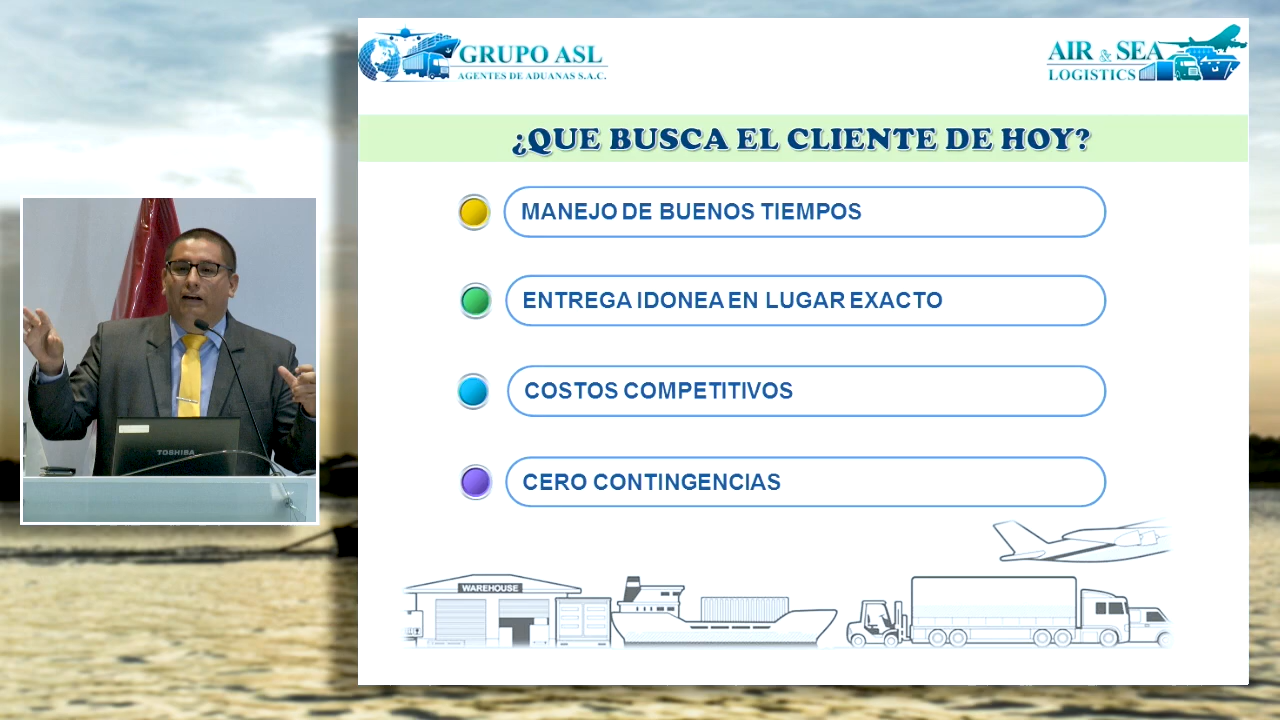 GRUPO ASL
AGENTES DE ADUANAS S.A.C.
AIR & SEA
LOGISTICS
¿QUE BUSCA EL CLIENTE DE HOY?
MANEJO DE BUENOS TIEMPOS
ENTREGA IDONEA EN LUGAR EXACTO
COSTOS COMPETITIVOS
CERO CONTINGENCIAS
TOSHIBA
WAREHOUSE